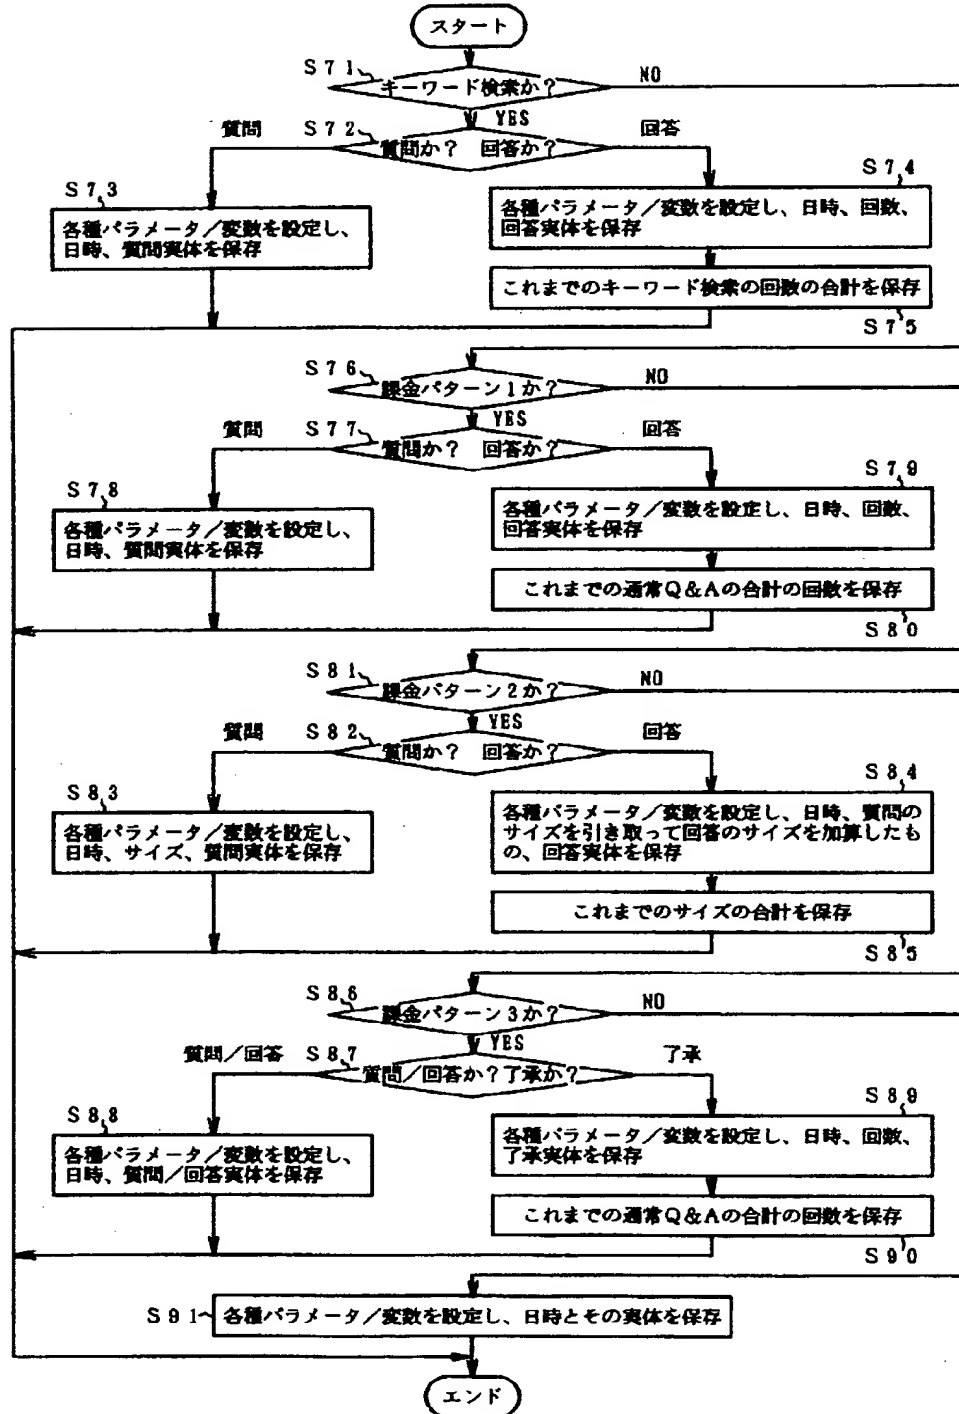 スタート
S71
キーワード検索か?
NO
YES
質問
S72
質問か? 回答か?
回答
S73
各種パラメータ/変数を設定し、
日時、質問実体を保存
S74
各種パラメータ/変数を設定し、日時、回数、
回答実体を保存
これまでのキーワード検索の回数の合計を保存
S75
S76
課金パターン1か?
NO
YES
質問
S77
質問か? 回答か?
回答
S78
各種パラメータ/変数を設定し、
日時、質問実体を保存
S79
各種パラメータ/変数を設定し、日時、回数、
回答実体を保存
これまでの通常Q&Aの合計の回数を保存
S80
S81
課金パターン2か?
NO
YES
質問
S82
質問か? 回答か?
回答
S83
各種パラメータ/変数を設定し、
日時、サイズ、質問実体を保存
S84
各種パラメータ/変数を設定し、日時、質問の
サイズを引き取って回答のサイズを加算したも
の、回答実体を保存
これまでのサイズの合計を保存
S85
S86
課金パターン3か?
NO
YES
質問/回答
S87
質問/回答か?了承か?
了承
S88
各種パラメータ/変数を設定し、
日時、質問/回答実体を保存
S89
各種パラメータ/変数を設定し、日時、回数、
了承実体を保存
これまでの通常Q&Aの合計の回数を保存
S90
S91
各種パラメータ/変数を設定し、日時とその実体を保存
エンド